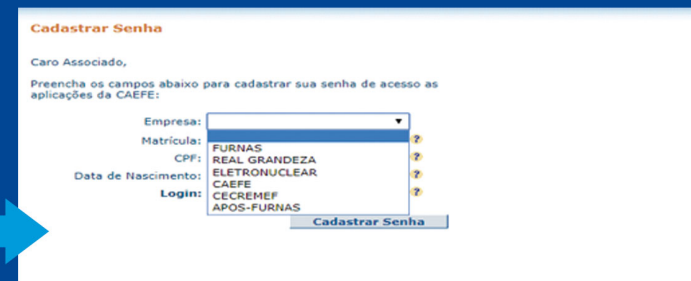 Cadastrar Senha
Caro Associado,
Preencha os campos abaixo para cadastrar sua senha de acesso as
aplicações da CAEFE:
Empresa:
Matrícula:
?
FURNAS
CPF:
REAL GRANDEZA
?
Data de Nascimento:
ELETRONUCLEAR
?
CAEFE
Login:
CECREMEF
?
APOS-FURNAS
Cadastrar Senha